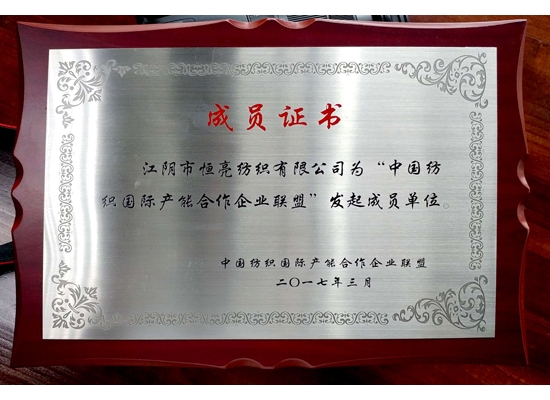 成员证书
江阴市恒亮纺织有限公司为“中国纺
织国际产能合作企业联盟”发起成员单位。
中国纺织国际产能合作企业联盟
二〇一七年三月